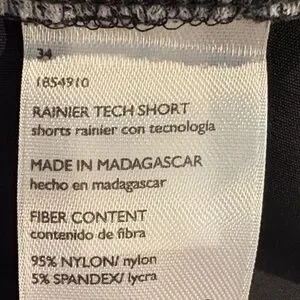 34
1854910
RAINIER TECH SHORT
shorts rainier con tecnología
MADE IN MADAGASCAR
hecho en madagascar
FIBER CONTENT
contenido de fibra
95% NYLON/ nylon
5% SPANDEX/ lycra